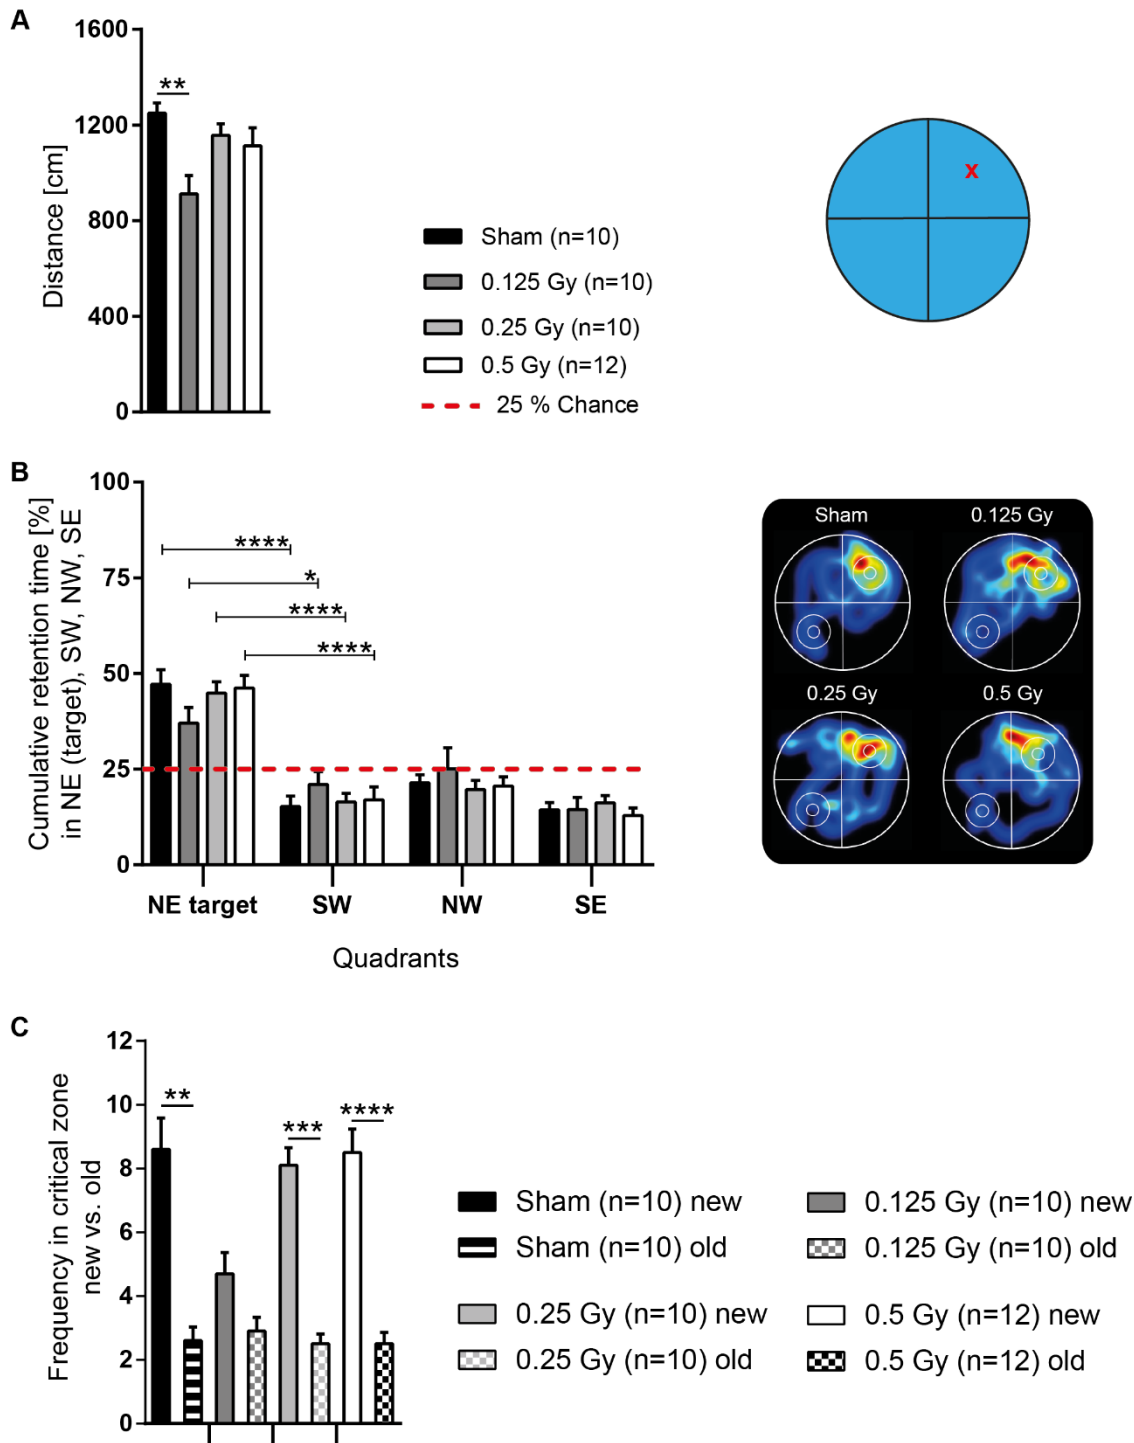 A
1600
1200
800
400
0
Distance [cm]
**
Sham (n=10)
0.125 Gy (n=10)
0.25 Gy (n=10)
0.5 Gy (n=12)
25 % Chance
x
B
100
75
50
25
0
Cumulative retention time [%]
in NE (target), SW, NW, SE
****
*
****
****
NE target
SW
NW
SE
Quadrants
Sham
0.125 Gy
0.25 Gy
0.5 Gy
C
12
10
8
6
4
2
0
Frequency in critical zone
new vs. old
**
***
****
Sham (n=10) new
Sham (n=10) old
0.25 Gy (n=10) new
0.25 Gy (n=10) old
0.125 Gy (n=10) new
0.125 Gy (n=10) old
0.5 Gy (n=12) new
0.5 Gy (n=12) old